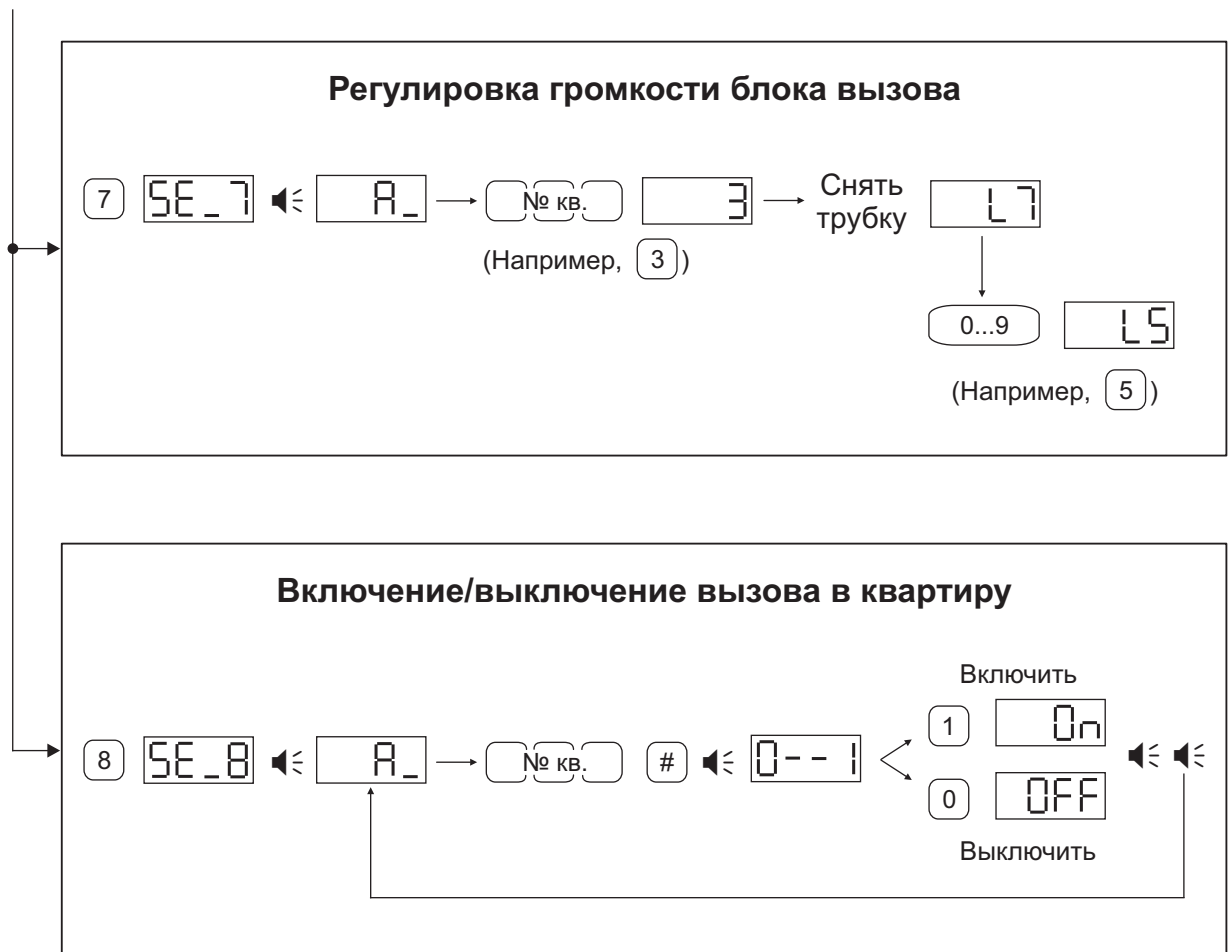 Регулировка громкости блока вызова
7 SE_7 A_ № кв. 3 Снять трубку L7
(Например, 3)
0...9 L5
(Например, 5)
Включение/выключение вызова в квартиру
Включить
8 SE_8 A_ № кв. # 0--1 1 On
0 OFF
Выключить